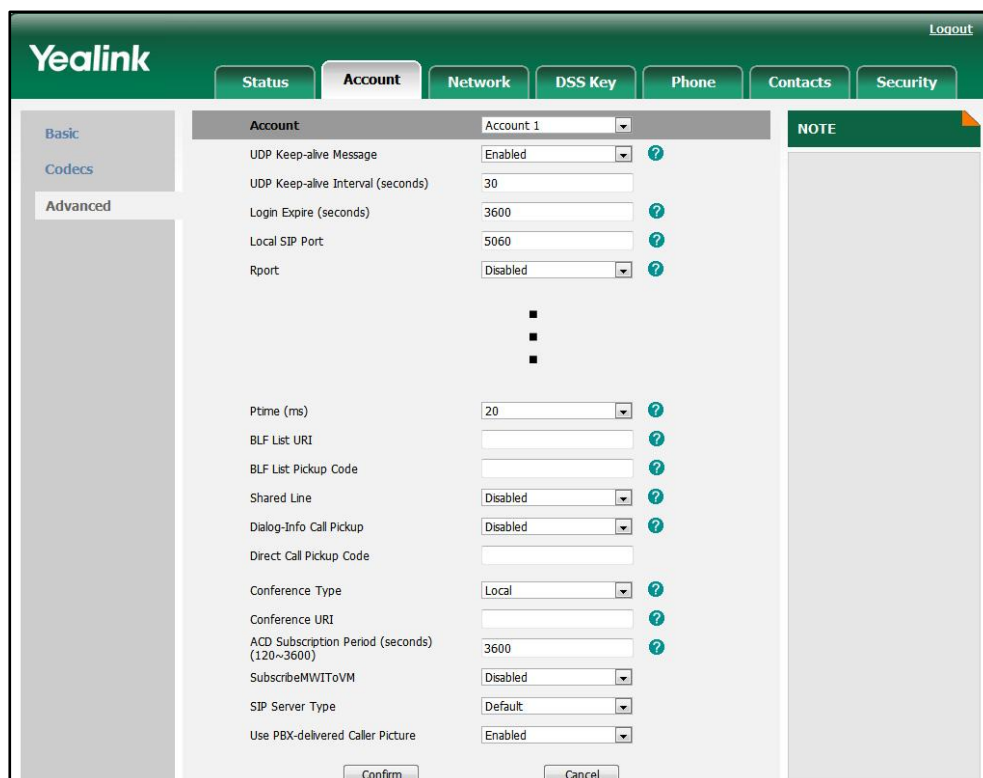 Logout
Yealink
Status Account Network DSS Key Phone Contacts Security
Basic
Codecs
Advanced
Account Account 1
UDP Keep-alive Message Enabled ?
UDP Keep-alive Interval (seconds) 30
Login Expire (seconds) 3600 ?
Local SIP Port 5060 ?
Rport Disabled ?
Ptime (ms) 20 ?
BLF List URI ?
BLF List Pickup Code ?
Shared Line Disabled ?
Dialog-Info Call Pickup Disabled ?
Direct Call Pickup Code
Conference Type Local ?
Conference URI ?
ACD Subscription Period (seconds)
(120~3600) 3600 ?
SubscribeMWIToVM Disabled
SIP Server Type Default
Use PBX-delivered Caller Picture Enabled
Confirm Cancel
NOTE